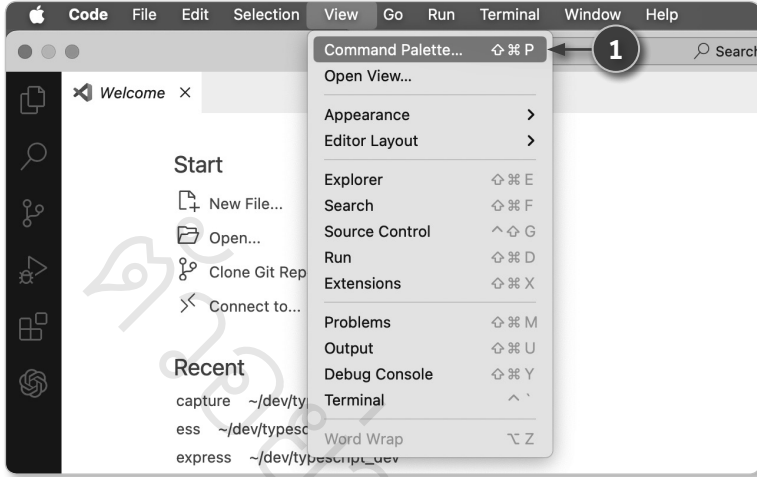 Code File Edit Selection View Go Run Terminal Window Help
Command Palette... ⇧⌘P
1
Search
Welcome ×
Open View...
Appearance >
Editor Layout >
Start
Explorer ⇧⌘E
New File...
Search ⇧⌘F
Open...
Source Control ^⇧G
Run ⇧⌘D
Clone Git Rep
Extensions ⇧⌘X
Connect to...
Problems ⇧⌘M
Output ⇧⌘U
Recent
Debug Console ⇧⌘Y
capture ~/dev/ty
Terminal ^`
ess ~/dev/typesc
Word Wrap ⌥Z
express ~/dev/typescript_dev